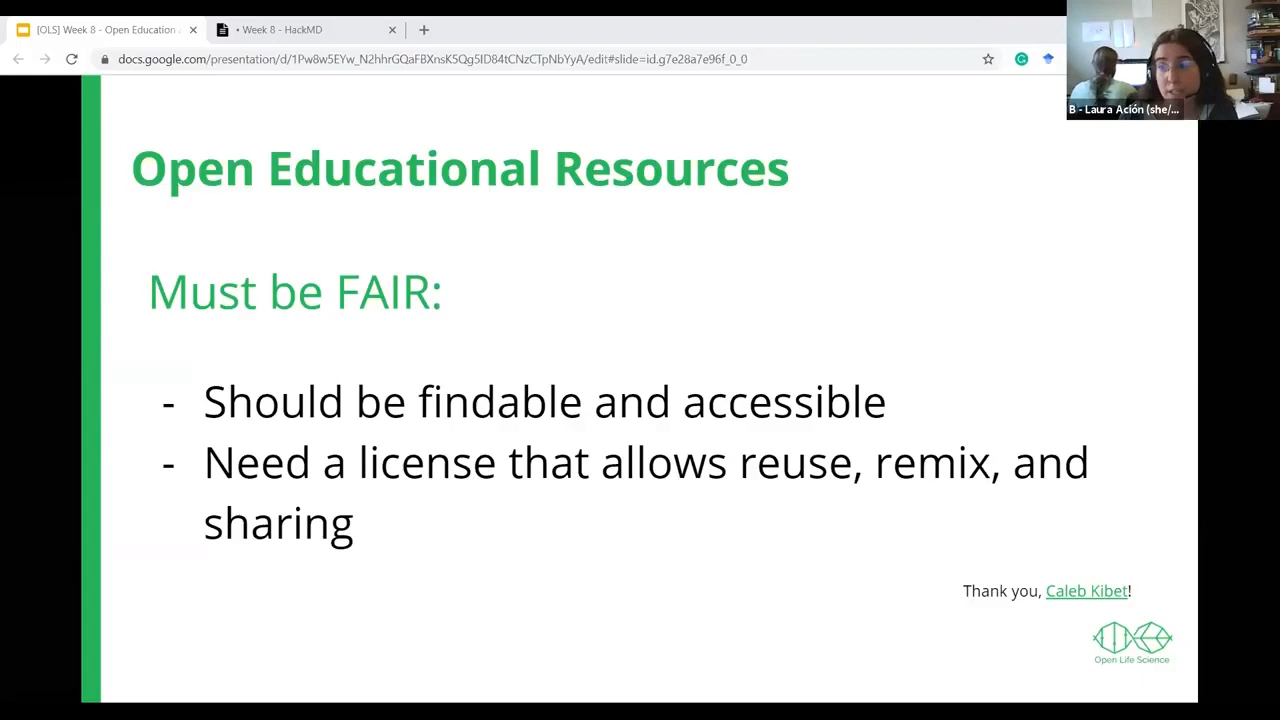 [OLS] Week 8 - Open Education
• Week 8 - HackMD
docs.google.com/presentation/d/1Pw8w5EYw_N2hhrGQaFBXnsK5Qg5ID84tCNzCTpNbYyA/edit#slide=id.g7e28a7e96f_0_0
B - Laura Ación (she/...
Open Educational Resources
Must be FAIR:
- Should be findable and accessible
- Need a license that allows reuse, remix, and
sharing
Thank you, Caleb Kibet!
Open Life Science